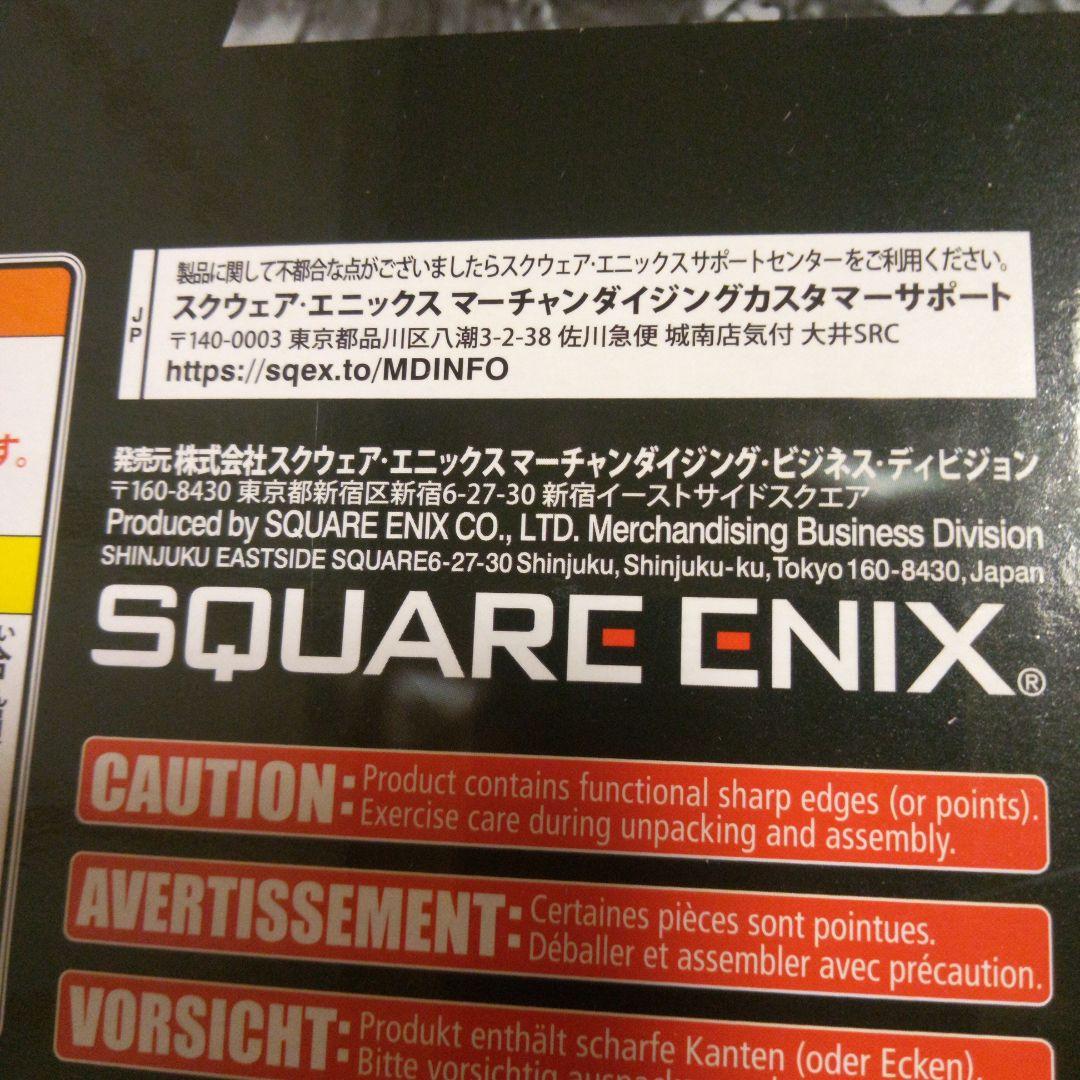 JP
製品に関して不都合な点がございましたらスクウェア・エニックス サポートセンターをご利用ください。
スクウェア・エニックス マーチャンダイジングカスタマーサポート
〒140-0003 東京都品川区八潮3-2-38 佐川急便 城南店気付 大井SRC
https://sqex.to/MDINFO
す。
発売元 株式会社スクウェア・エニックス マーチャンダイジング・ビジネス・ディビジョン
〒160-8430 東京都新宿区新宿6-27-30 新宿イーストサイドスクエア
Produced by SQUARE ENIX CO., LTD. Merchandising Business Division
SHINJUKU EASTSIDE SQUARE6-27-30 Shinjuku, Shinjuku-ku, Tokyo 160-8430, Japan
SQUARE ENIX®
CAUTION: Product contains functional sharp edges (or points).
Exercise care during unpacking and assembly.
AVERTISSEMENT: Certaines pièces sont pointues.
Déballer et assembler avec précaution.
VORSICHT: Produkt enthält scharfe Kanten (oder Ecken).
Bitte vorsichtig